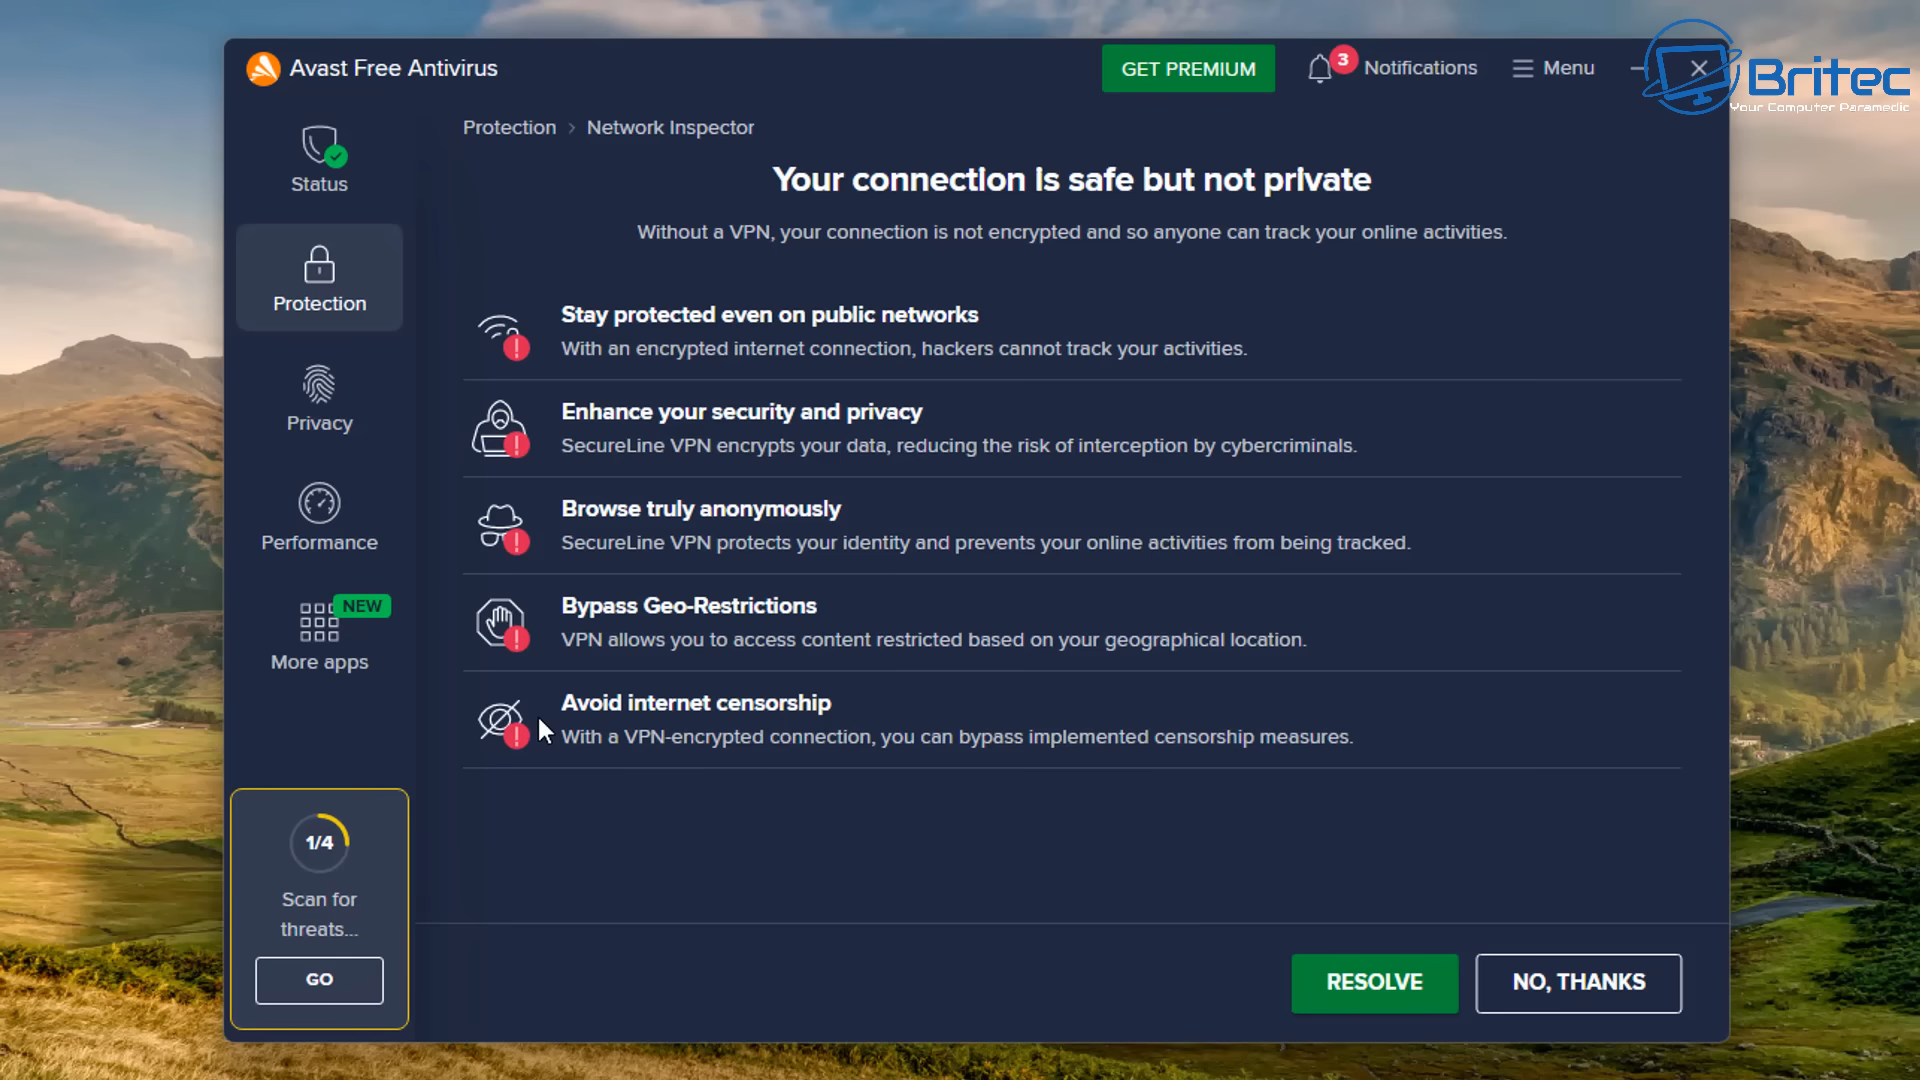 Avast Free Antivirus
GET PREMIUM
3
Notifications
Menu
Britec
Your Computer Paramedic
Protection > Network Inspector
Your connection is safe but not private
Without a VPN, your connection is not encrypted and so anyone can track your online activities.
Status
Protection
Privacy
Performance
NEW
More apps
Stay protected even on public networks
With an encrypted internet connection, hackers cannot track your activities.
Enhance your security and privacy
SecureLine VPN encrypts your data, reducing the risk of interception by cybercriminals.
Browse truly anonymously
SecureLine VPN protects your identity and prevents your online activities from being tracked.
Bypass Geo-Restrictions
VPN allows you to access content restricted based on your geographical location.
Avoid internet censorship
With a VPN-encrypted connection, you can bypass implemented censorship measures.
1/4
Scan for
threats...
GO
RESOLVE
NO, THANKS